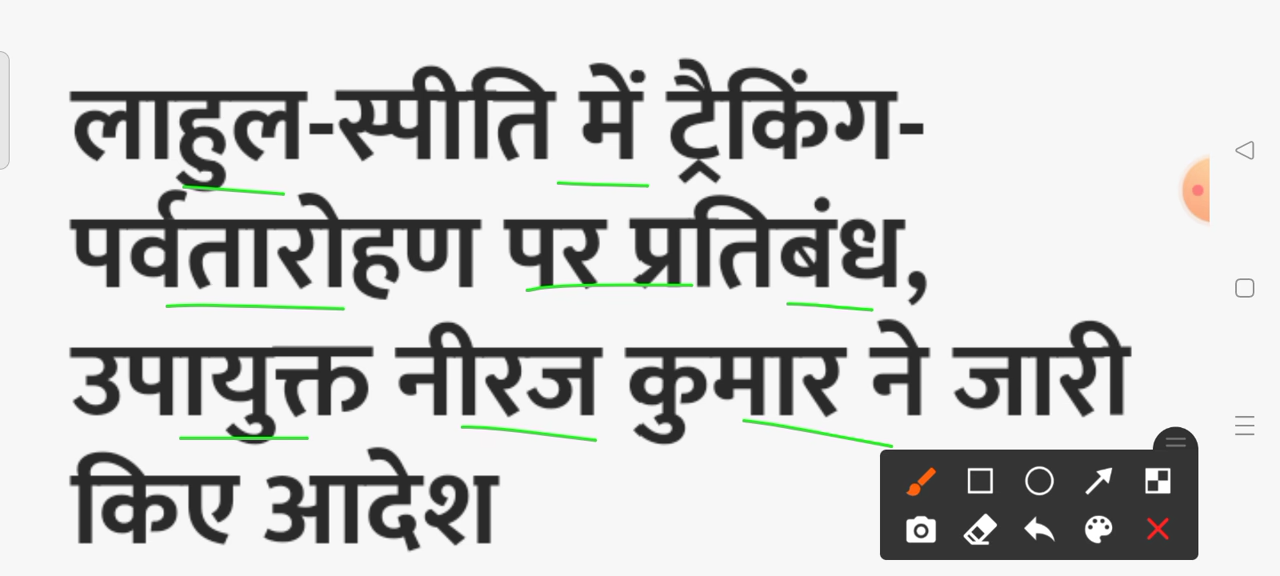 लाहुल-स्पीति में ट्रैकिंग-
पर्वतारोहण पर प्रतिबंध,
उपायुक्त नीरज कुमार ने जारी
किए आदेश